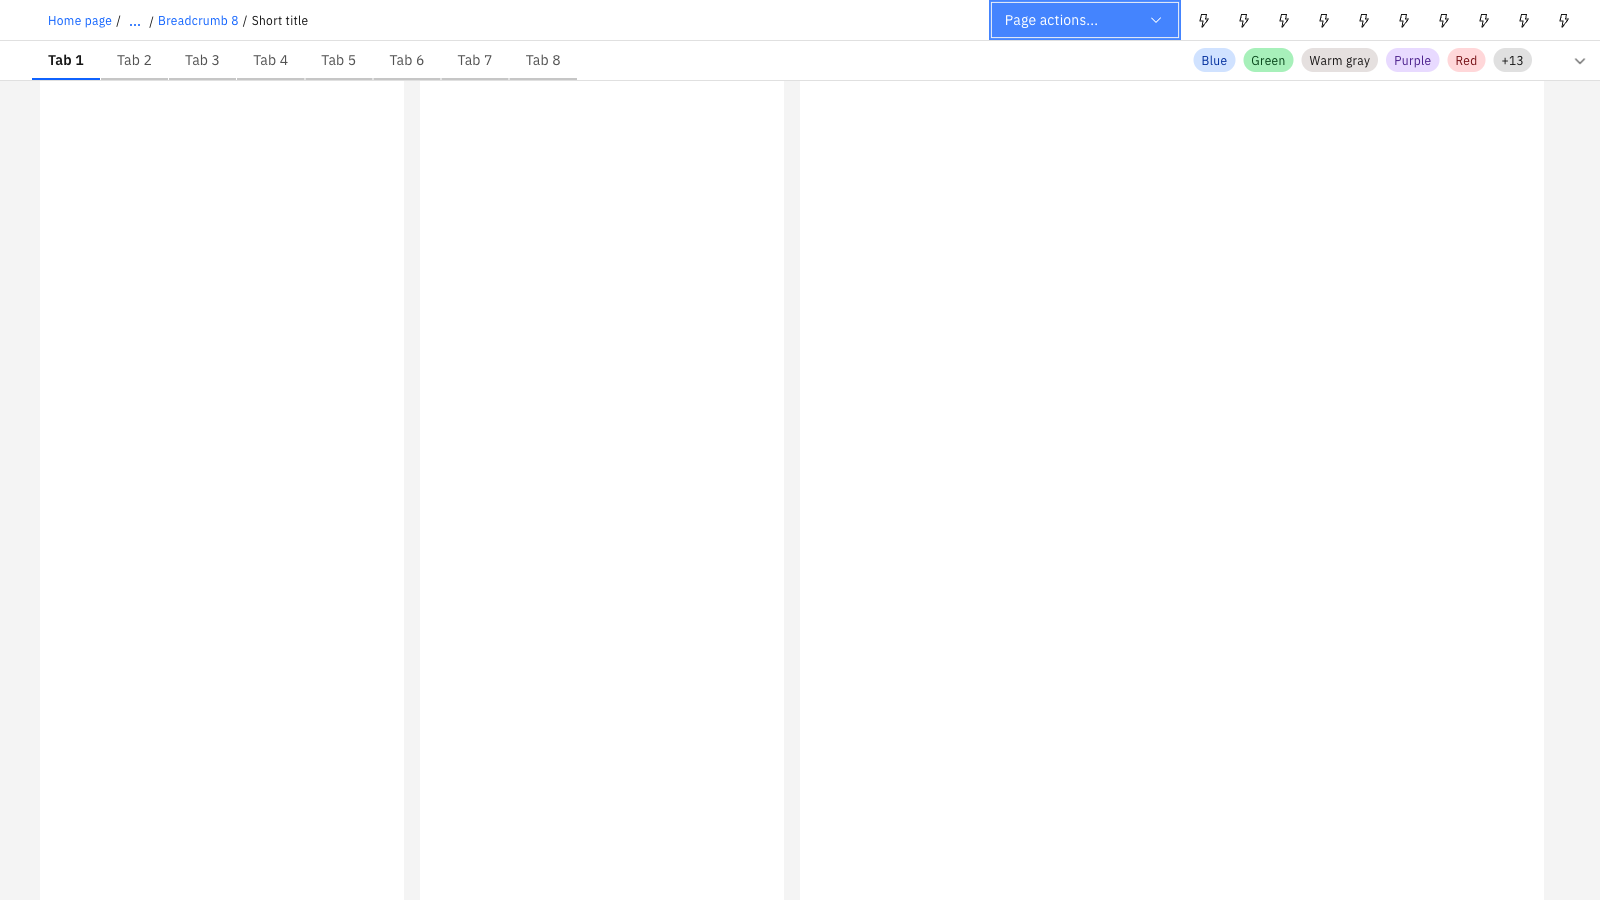 Home page / ... / Breadcrumb 8 / Short title Page actions...
Tab 1 Tab 2 Tab 3 Tab 4 Tab 5 Tab 6 Tab 7 Tab 8 Blue Green Warm gray Purple Red +13